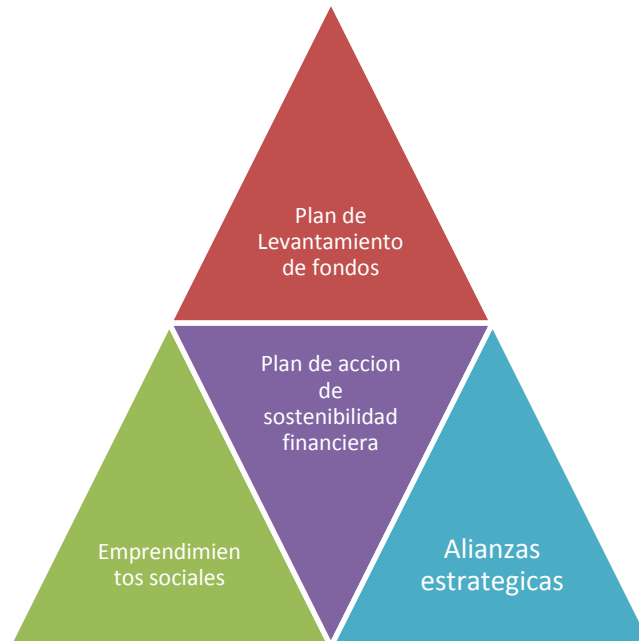 Plan de
Levantamiento
de fondos
Plan de accion
de
sostenibilidad
financiera
Emprendimien
tos sociales
Alianzas
estrategicas